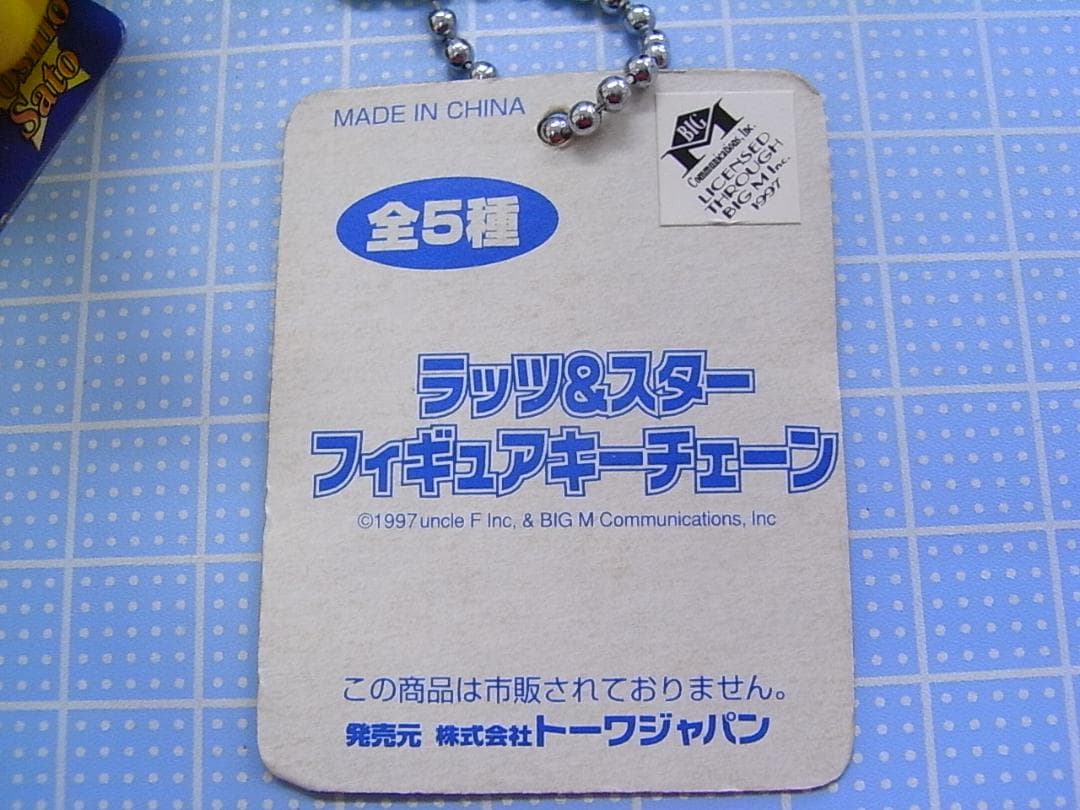 Sato
MADE IN CHINA
BIG
M
Communications, Inc.
LICENSED
THROUGH
BIG M Inc.
1997
全5種
ラッツ&スター
フィギュアキーチェーン
©1997 uncle F Inc, & BIG M Communications, Inc
この商品は市販されておりません。
発売元 株式会社トーワジャパン